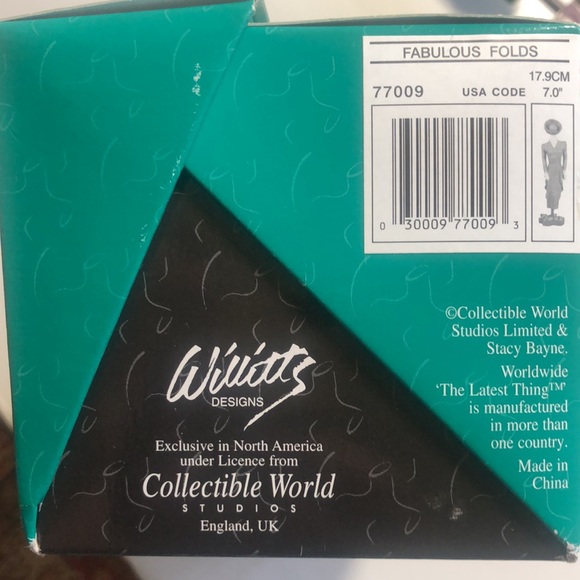 FABULOUS FOLDS
17.9CM
77009 USA CODE 7.0"
0 30009 77009 3
©Collectible World
Studios Limited &
Stacy Bayne.
Worldwide
'The Latest Thing™
is manufactured
in more than
one country.
Made in
China
Willitts
DESIGNS
Exclusive in North America
under Licence from
Collectible World
STUDIOS
England, UK